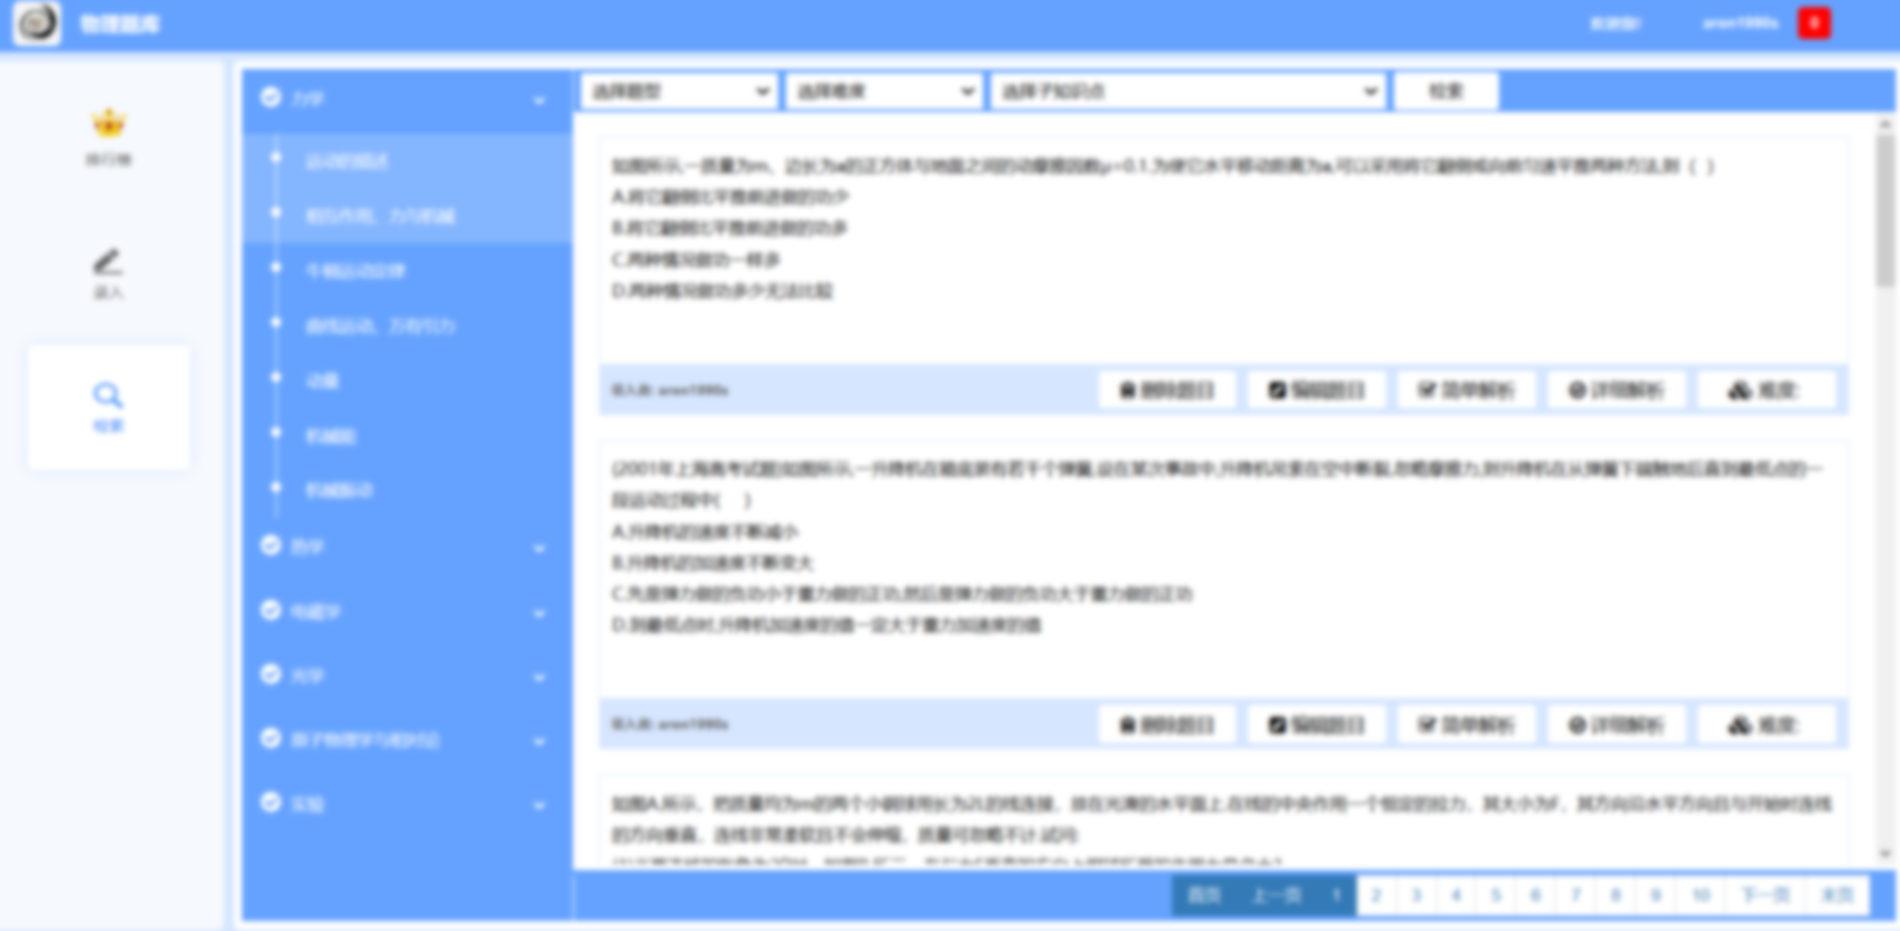 物理题库
aron1990s
0
排行榜
录入
检索
力学
运动的描述
相互作用、力与机械
牛顿运动定律
曲线运动、万有引力
动量
机械能
机械振动
热学
电磁学
光学
原子物理学与相对论
实验
选择题型
选择难度
选择子知识点
检索
如图所示,一质量为m、边长为a的正方体与地面之间的动摩擦因数μ=0.1.为使它水平移动距离为a,可以采用将它翻倒或向前匀速平推两种方法,则（ ）
A.将它翻倒比平推前进做的功少
B.将它翻倒比平推前进做的功多
C.两种情况做功一样多
D.两种情况做功多少无法比较
录入员: aron1990s
删除题目
编辑题目
简单解析
详细解析
难度:
(2001年上海高考试题)如图所示,一升降机在箱底装有若干个弹簧,设在某次事故中,升降机吊索在空中断裂,忽略摩擦力,则升降机在从弹簧下端触地后直到最低点的一
段运动过程中( )
A.升降机的速度不断减小
B.升降机的加速度不断变大
C.先是弹力做的负功小于重力做的正功,然后是弹力做的负功大于重力做的正功
D.到最低点时,升降机加速度的值一定大于重力加速度的值
录入员: aron1990s
删除题目
编辑题目
简单解析
详细解析
难度:
如图A.所示，把质量均为m的两个小钢球用长为2L的线连接，放在光滑的水平面上.在线的中央作用一个恒定的拉力，其大小为F，其方向沿水平方向且与开始时连线
的方向垂直，连线非常柔软且不会伸缩，质量可忽略不计.试问:
首页 上一页 1 2 3 4 5 6 7 8 9 10 下一页 末页